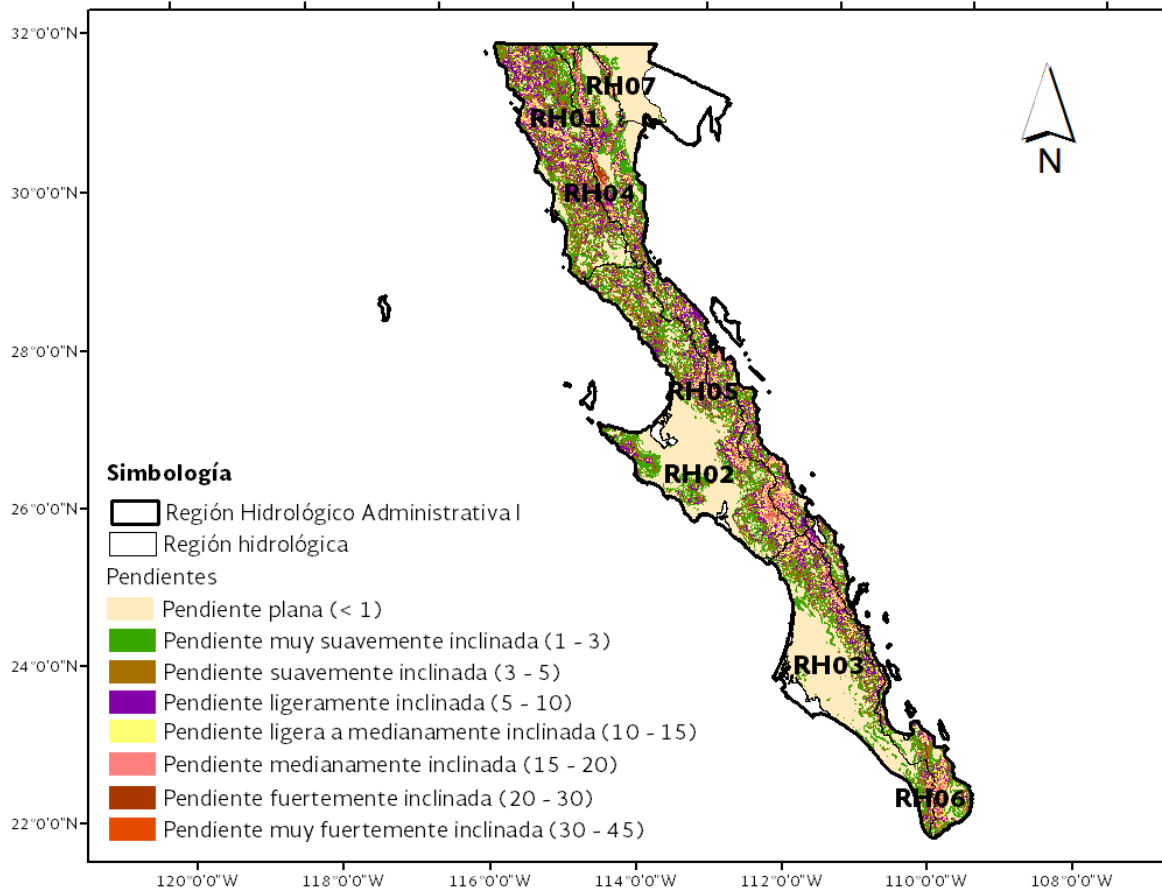 32°0'0"N
30°0'0"N
28°0'0"N
26°0'0"N
24°0'0"N
22°0'0"N
RH07
RH01
RH04
RH05
RH02
RH03
RH06
N
Simbología
Región Hidrológico Administrativa I
Región hidrológica
Pendientes
Pendiente plana (< 1)
Pendiente muy suavemente inclinada (1 - 3)
Pendiente suavemente inclinada (3 - 5)
Pendiente ligeramente inclinada (5 - 10)
Pendiente ligera a medianamente inclinada (10 - 15)
Pendiente medianamente inclinada (15 - 20)
Pendiente fuertemente inclinada (20 - 30)
Pendiente muy fuertemente inclinada (30 - 45)
120°0'0"W 118°0'0"W 116°0'0"W 114°0'0"W 112°0'0"W 110°0'0"W 108°0'0"W